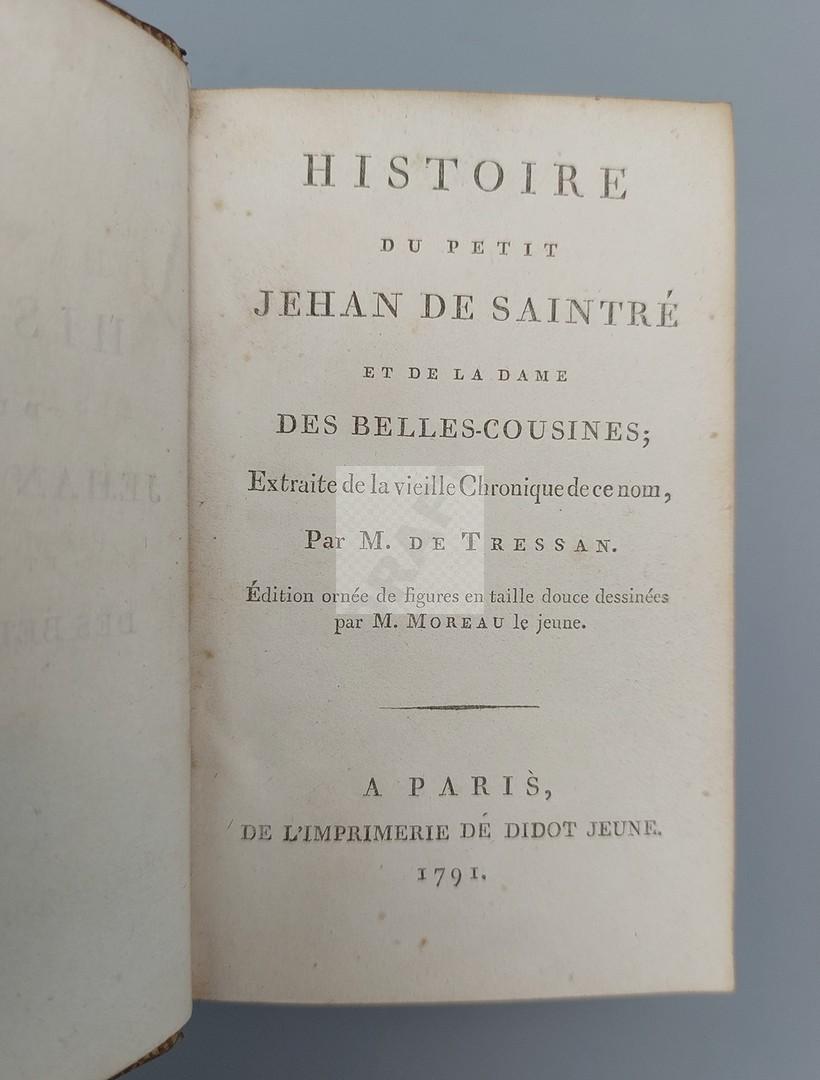 HISTOIRE
DU PETIT
JEHAN DE SAINTRÉ
ET DE LA DAME
DES BELLES-COUSINES;
Extraite de la vieille Chronique de ce nom,
Par M. DE TRESSAN.
Édition ornée de figures en taille douce dessinées
par M. MOREAU le jeune.
A PARIS,
DE L'IMPRIMERIE DE DIDOT JEUNE.
1791.